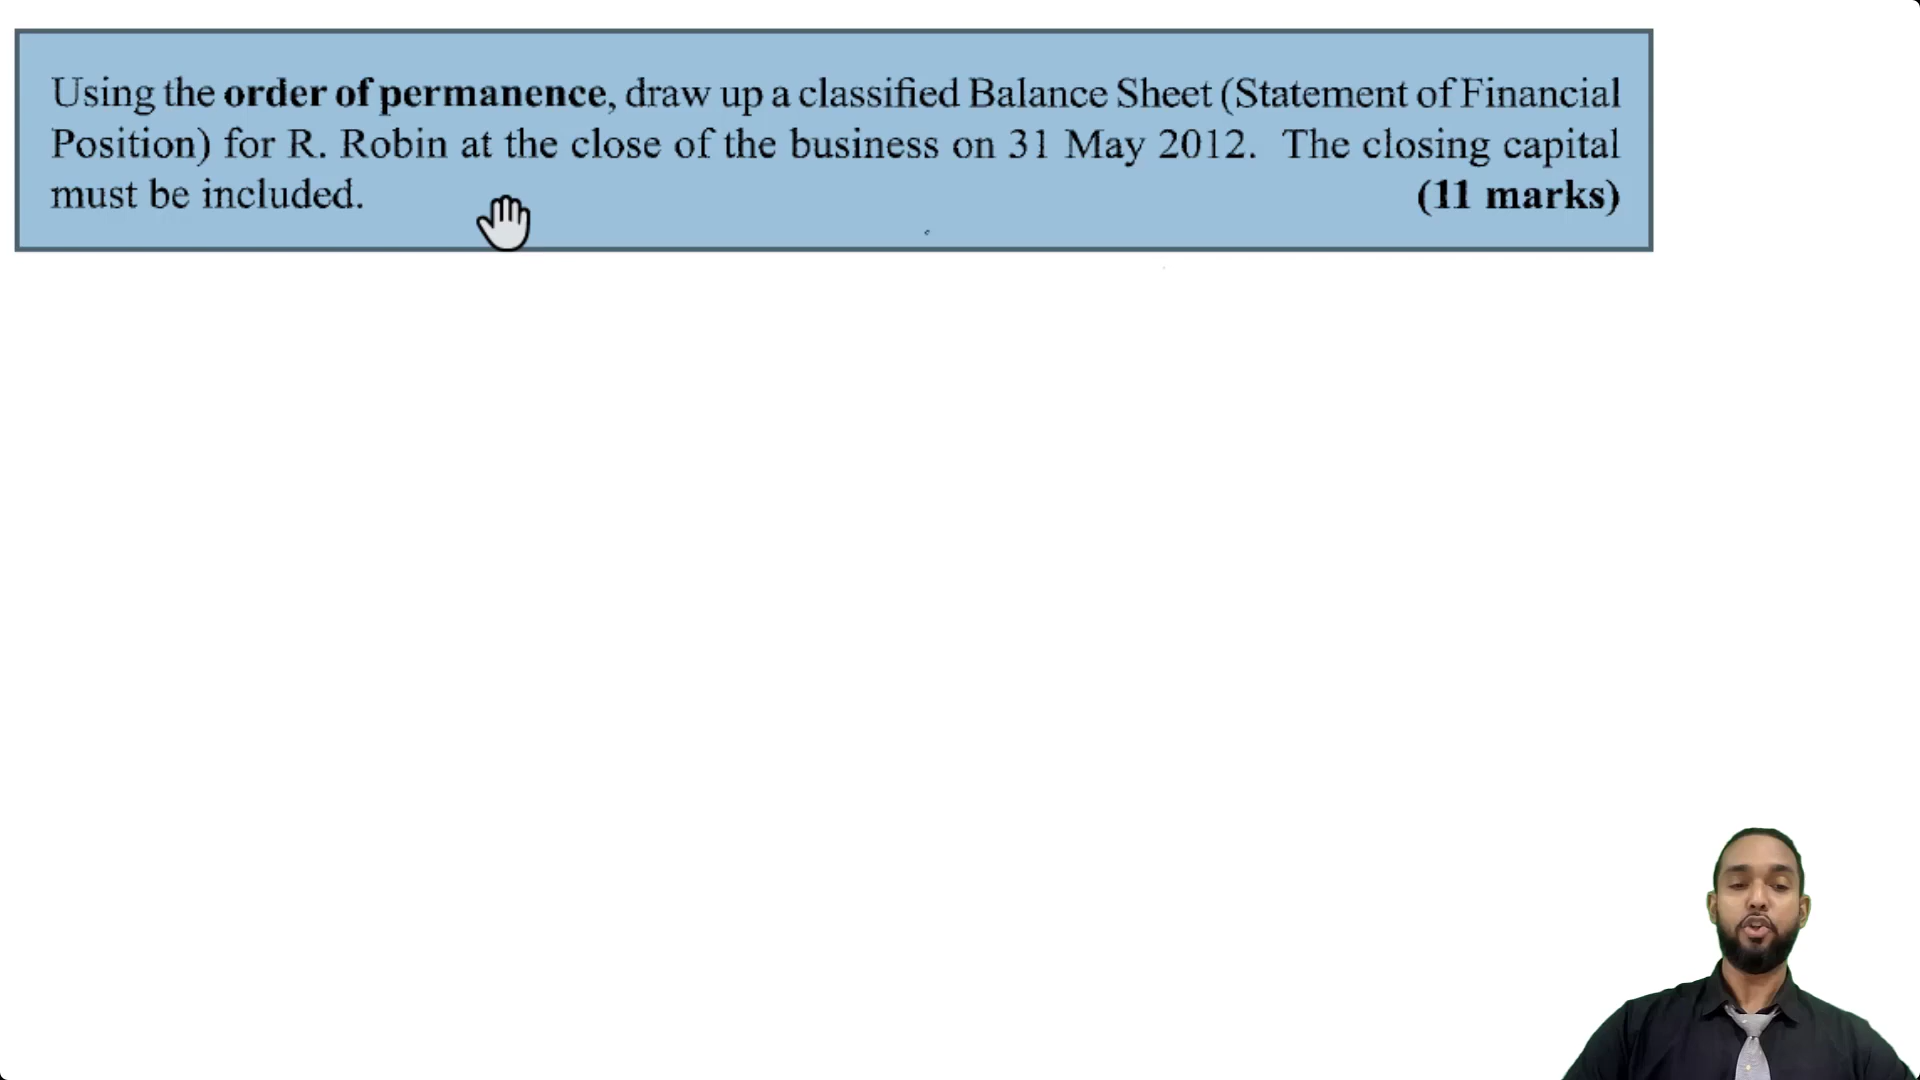 Using the order of permanence, draw up a classified Balance Sheet (Statement of Financial
Position) for R. Robin at the close of the business on 31 May 2012. The closing capital
must be included. (11 marks)